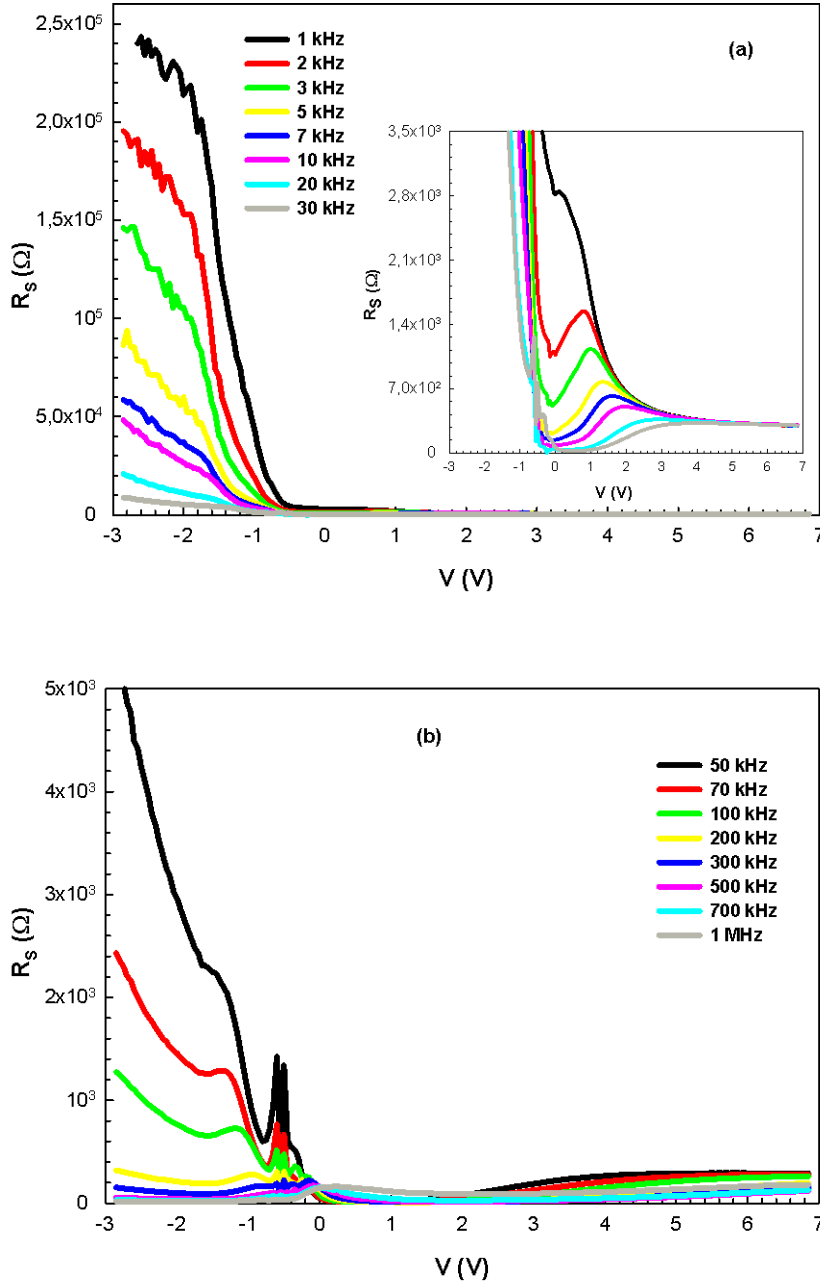 2,5x10⁵
2,0x10⁵
1,5x10⁵
10⁵
5,0x10⁴
0
R_S (Ω)
1 kHz
2 kHz
3 kHz
5 kHz
7 kHz
10 kHz
20 kHz
30 kHz
(a)
3,5x10³
2,8x10³
2,1x10³
1,4x10³
7,0x10²
0
R_S (Ω)
-3 -2 -1 0 1 2 3 4 5 6 7
V (V)
-3 -2 -1 0 1 2 3 4 5 6 7
V (V)
5x10³
4x10³
3x10³
2x10³
10³
0
R_S (Ω)
(b)
50 kHz
70 kHz
100 kHz
200 kHz
300 kHz
500 kHz
700 kHz
1 MHz
-3 -2 -1 0 1 2 3 4 5 6 7
V (V)